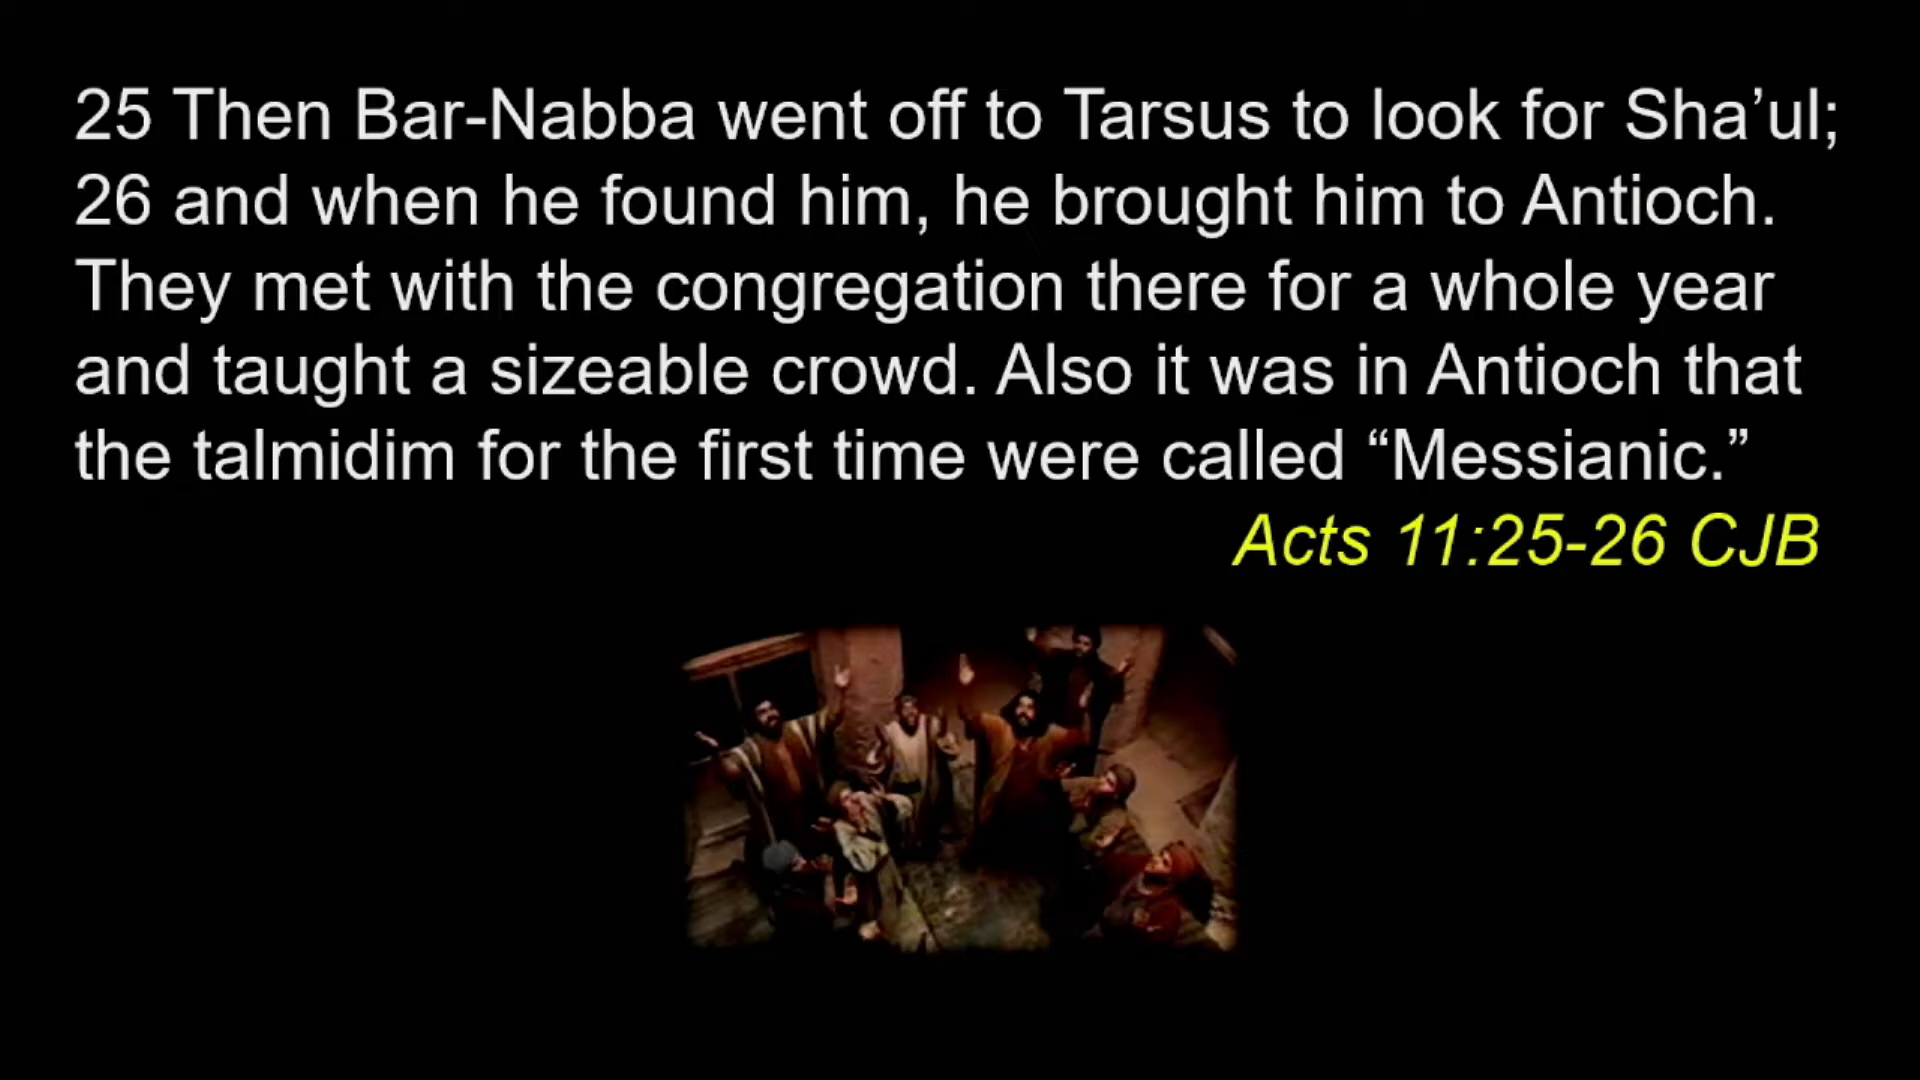 25 Then Bar-Nabba went off to Tarsus to look for Sha’ul;
26 and when he found him, he brought him to Antioch.
They met with the congregation there for a whole year
and taught a sizeable crowd. Also it was in Antioch that
the talmidim for the first time were called “Messianic.”
Acts 11:25-26 CJB